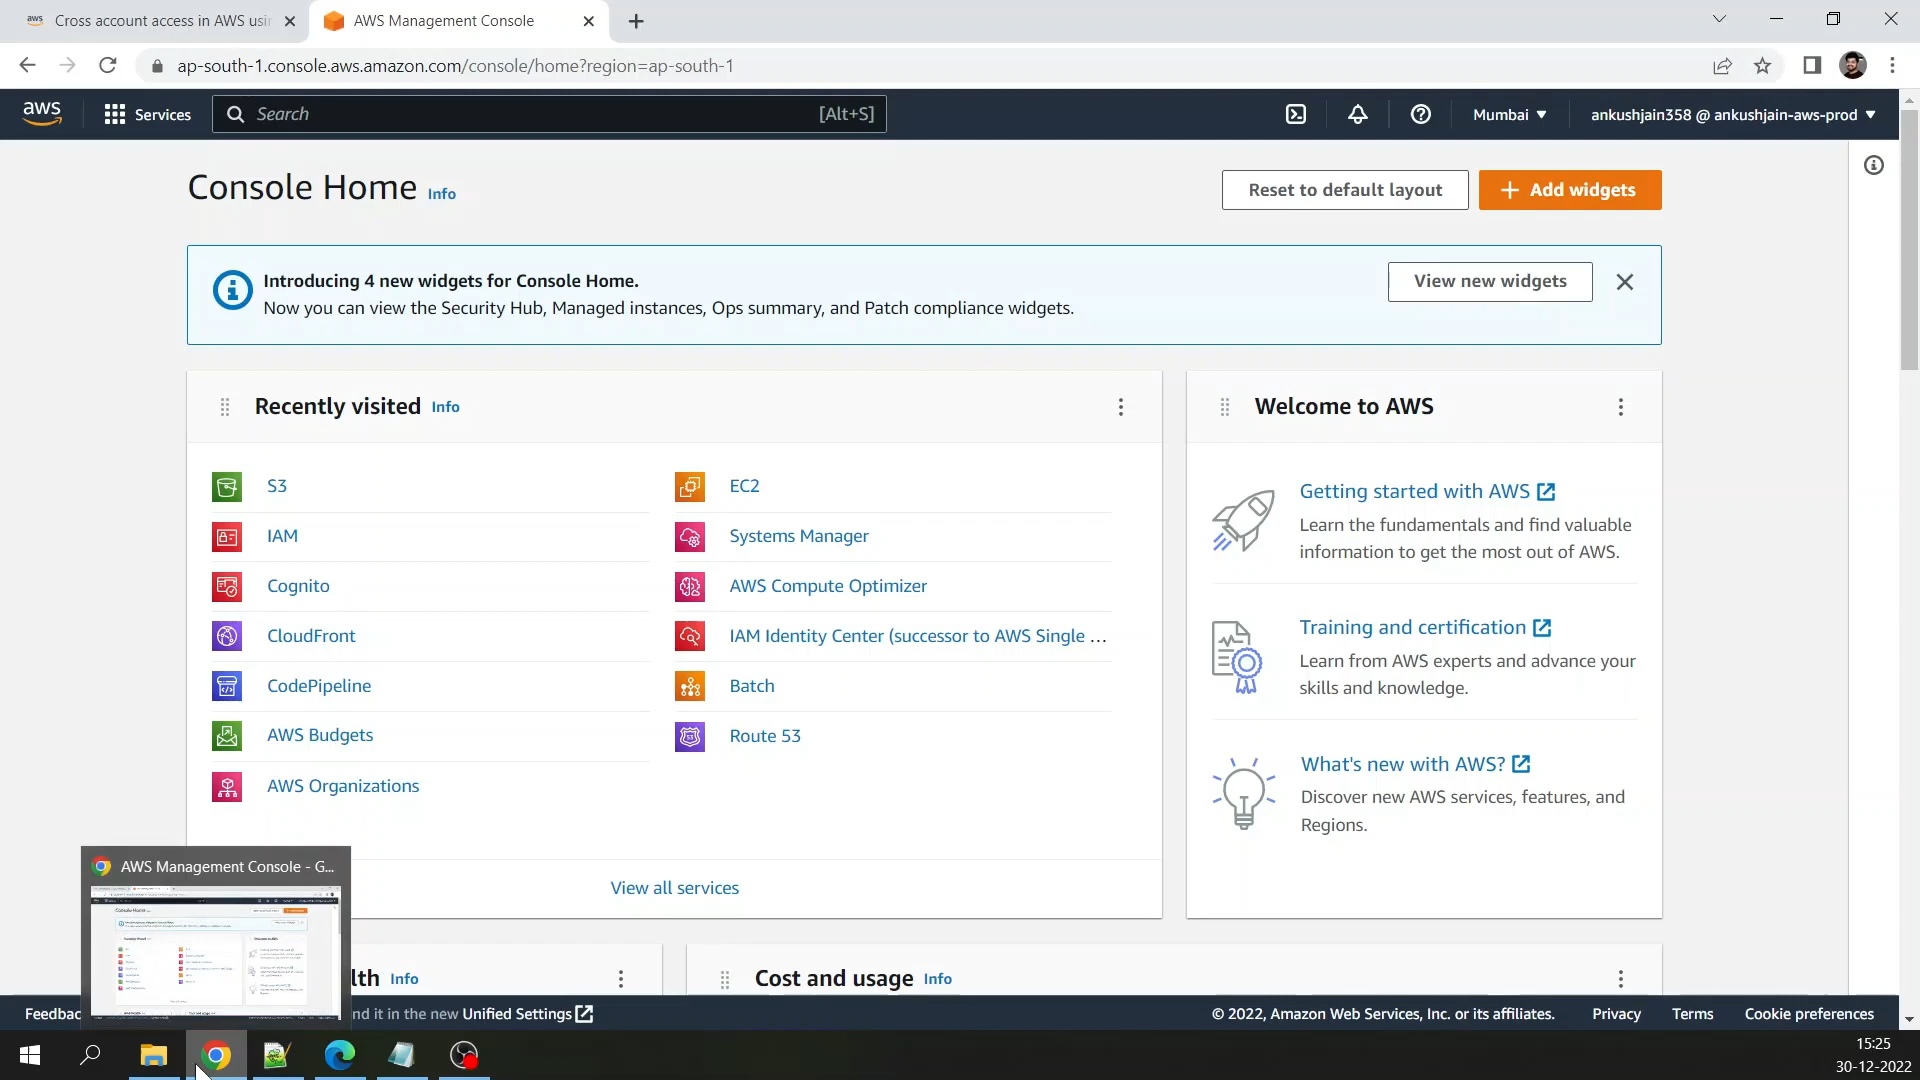 aws
Cross account access in AWS usi
AWS Management Console
ap-south-1.console.aws.amazon.com/console/home?region=ap-south-1
aws
Services
Search
[Alt+S]
Mumbai
ankushjain358 @ ankushjain-aws-prod
Console Home
Info
Reset to default layout
Add widgets
Introducing 4 new widgets for Console Home.
Now you can view the Security Hub, Managed instances, Ops summary, and Patch compliance widgets.
View new widgets
Recently visited
Info
S3
IAM
Cognito
CloudFront
CodePipeline
AWS Budgets
AWS Organizations
EC2
Systems Manager
AWS Compute Optimizer
IAM Identity Center (successor to AWS Single ...
Batch
Route 53
View all services
Welcome to AWS
Getting started with AWS
Learn the fundamentals and find valuable
information to get the most out of AWS.
Training and certification
Learn from AWS experts and advance your
skills and knowledge.
What's new with AWS?
Discover new AWS services, features, and
Regions.
AWS Management Console - G...
lth
Info
Cost and usage
Info
Feedbac
nd it in the new Unified Settings
© 2022, Amazon Web Services, Inc. or its affiliates.
Privacy
Terms
Cookie preferences
15:25
30-12-2022